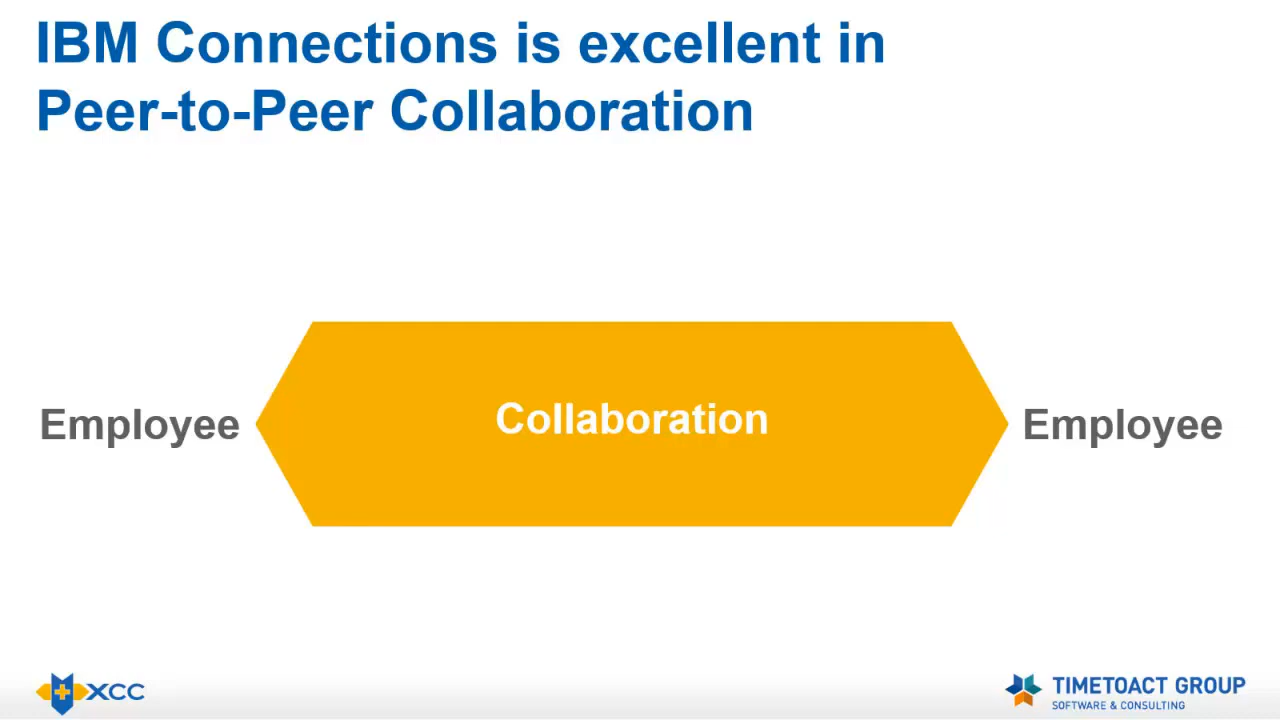 IBM Connections is excellent in
Peer-to-Peer Collaboration
Employee
Collaboration
Employee
XCC
TIMETOACT GROUP
SOFTWARE & CONSULTING